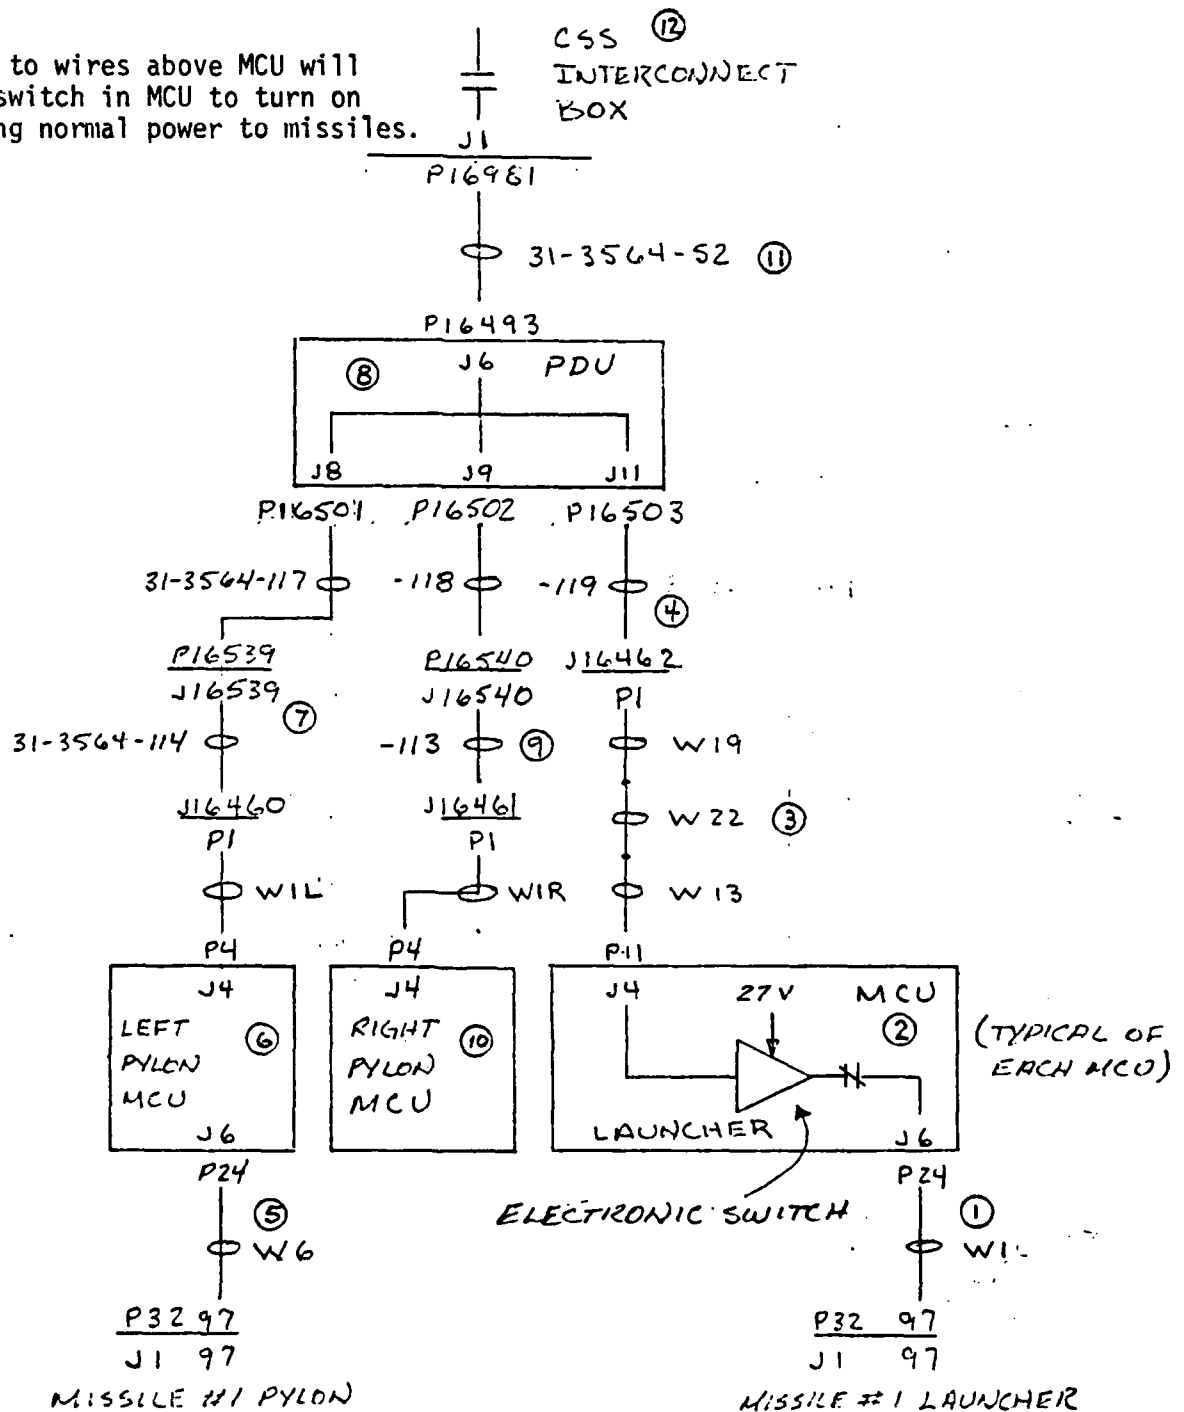 to wires above MCU will
switch in MCU to turn on
ng normal power to missiles.
CSS 12
INTERCONNECT
BOX
J1
P16981
31-3564-52 11
P16493
8 J6 PDU
J8 J9 J11
P16501 P16502 P16503
31-3564-117 -118 -119
4
P16539 P16540 J16462
J16539 J16540 P1
7
31-3564-114 -113 9 W19
J16460 J16461 W22 3
P1 P1
W1L W1R W13
P4 P4 P11
J4 J4 J4 27V MCU
2
LEFT 6 RIGHT 10 (TYPICAL OF
PYLON PYLON EACH MCU)
MCU MCU
J6 LAUNCHER J6
P24 P24
ELECTRONIC SWITCH
5 1
W6 W1
P32 97 P32 97
J1 97 J1 97
MISSILE #1 PYLON MISSILE #1 LAUNCHER